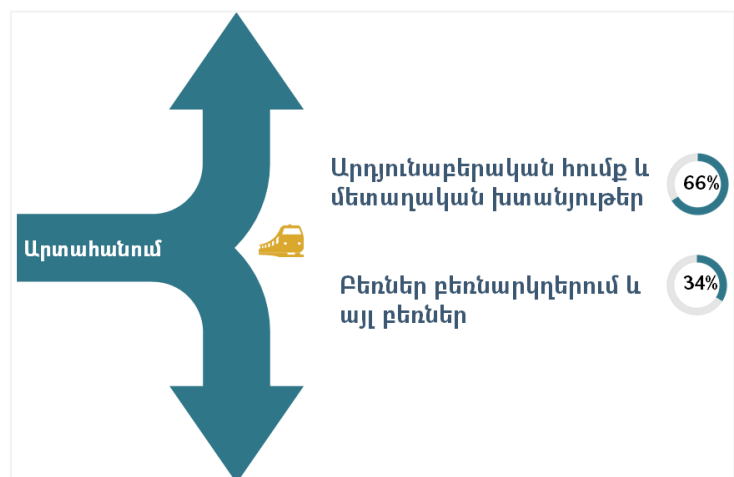 Արդյունաբերական հումք և
մետաղական խտանյութեր
66%
Արտահանում
Բեռներ բեռնարկղերում և
այլ բեռներ
34%